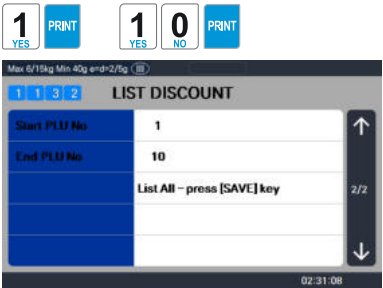 1 YES PRINT 1 YES 0 NO PRINT
Max 6/15kg Min 40g e=d=2/5g (III)
1 1 3 2 LIST DISCOUNT
Start PLU No 1
End PLU No 10
List All – press [SAVE] key
2/2
02:31:08